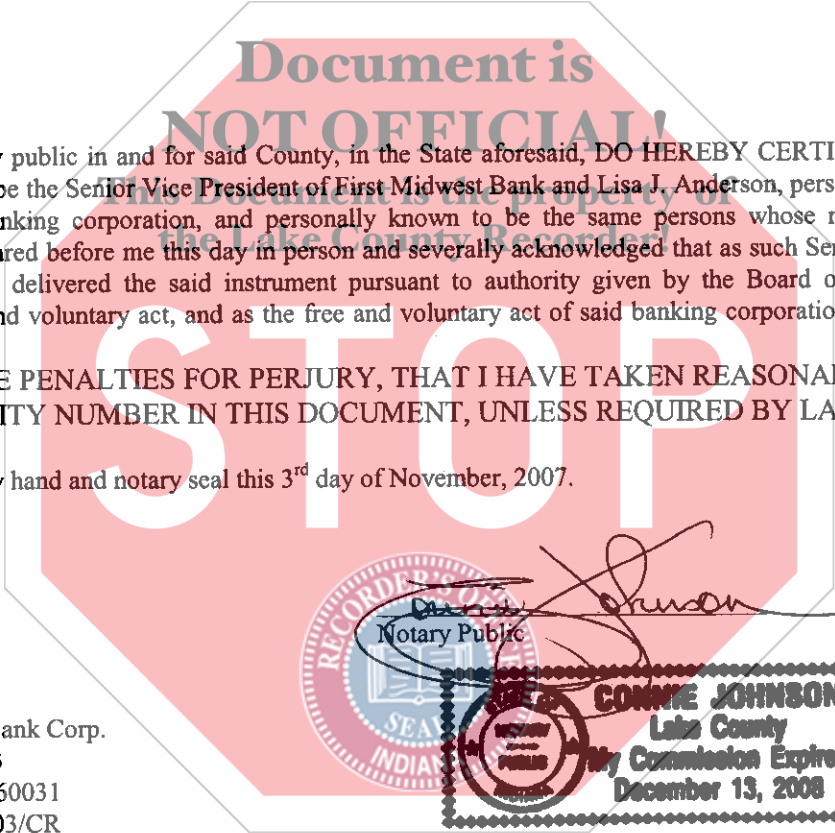 Document is
NOT OFFICIAL!
This Document is the property of
the Lake County Recorder!
STOP
public in and for said County, in the State aforesaid, DO HEREBY CERTI
be the Senior Vice President of First Midwest Bank and Lisa J. Anderson, pers
nking corporation, and personally known to be the same persons whose
red before me this day in person and severally acknowledged that as such Sen
delivered the said instrument pursuant to authority given by the Board o
nd voluntary act, and as the free and voluntary act of said banking corporatio
E PENALTIES FOR PERJURY, THAT I HAVE TAKEN REASONA
ITY NUMBER IN THIS DOCUMENT, UNLESS REQUIRED BY LA
hand and notary seal this 3rd day of November, 2007.
Johnson
Notary Public
RECORDER'S OFFICE
SEAL
INDIANA
NOTARY
PUBLIC
CONNIE JOHNSON
Lake County
My Commission Expire
December 13, 2008
ank Corp.
60031
03/CR